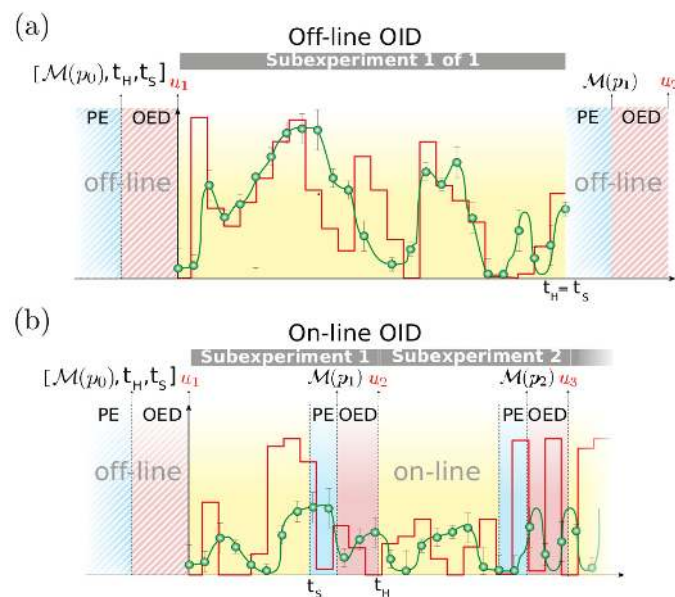 (a)
Off-line OID
Subexperiment 1 of 1
[ℳ(p₀), t_H, t_S] u₁
ℳ(p₁) u₂
PE OED
PE OED
off-line
off-line
t_H = t_S
(b)
On-line OID
Subexperiment 1 Subexperiment 2
[ℳ(p₀), t_H, t_S] u₁ ℳ(p₁) u₂ ℳ(p₂) u₃
PE OED PE OED PE OED
off-line on-line
t_S t_H